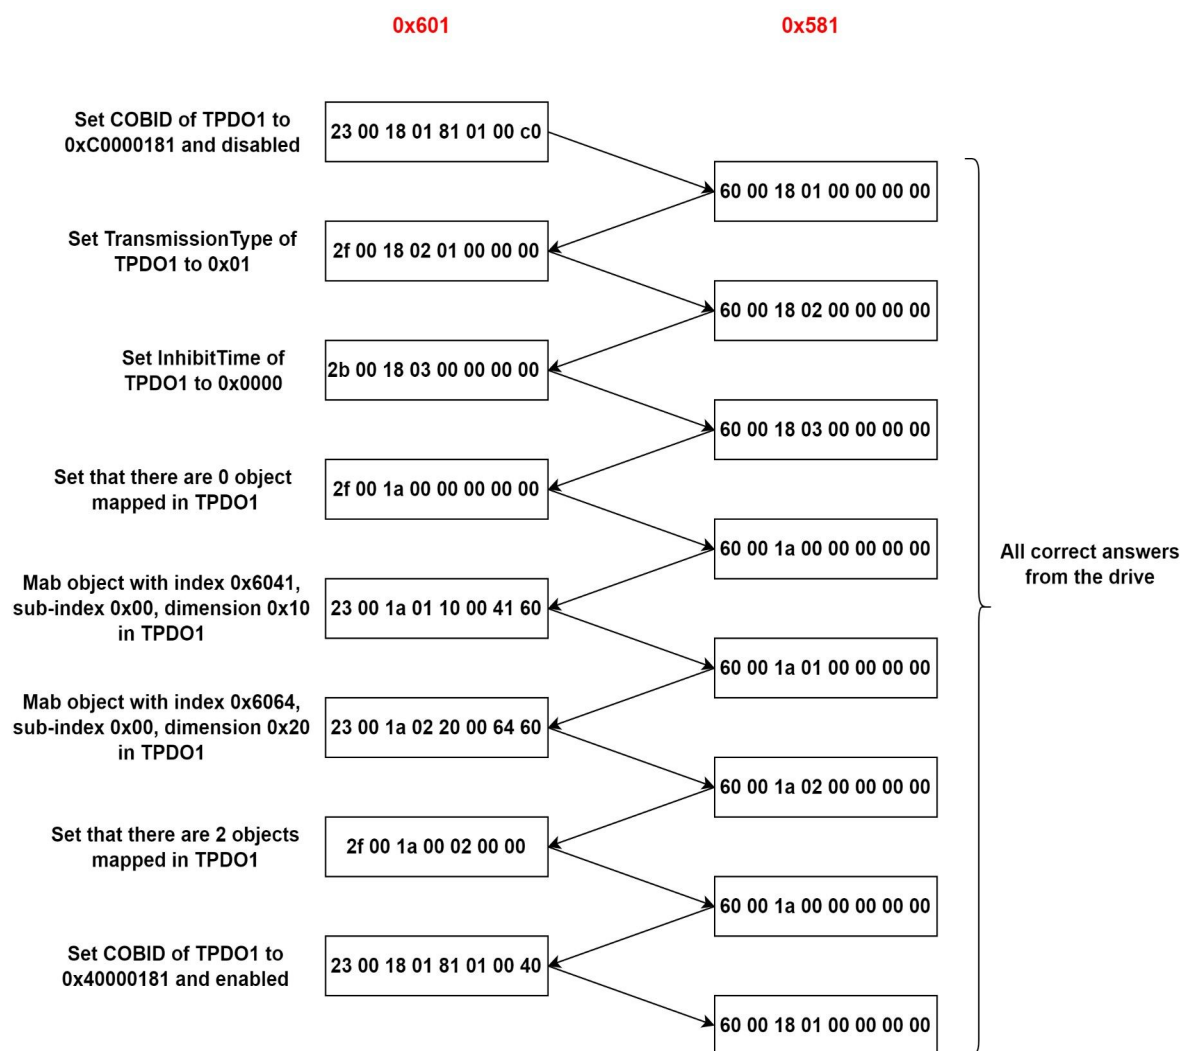 0x601
0x581
Set COBID of TPDO1 to
0xC0000181 and disabled
23 00 18 01 81 01 00 c0
60 00 18 01 00 00 00 00
Set TransmissionType of
TPDO1 to 0x01
2f 00 18 02 01 00 00 00
60 00 18 02 00 00 00 00
Set InhibitTime of
TPDO1 to 0x0000
2b 00 18 03 00 00 00 00
60 00 18 03 00 00 00 00
Set that there are 0 object
mapped in TPDO1
2f 00 1a 00 00 00 00 00
60 00 1a 00 00 00 00 00
Mab object with index 0x6041,
sub-index 0x00, dimension 0x10
in TPDO1
23 00 1a 01 10 00 41 60
60 00 1a 01 00 00 00 00
Mab object with index 0x6064,
sub-index 0x00, dimension 0x20
in TPDO1
23 00 1a 02 20 00 64 60
60 00 1a 02 00 00 00 00
Set that there are 2 objects
mapped in TPDO1
2f 00 1a 00 02 00 00
60 00 1a 00 00 00 00 00
Set COBID of TPDO1 to
0x40000181 and enabled
23 00 18 01 81 01 00 40
60 00 18 01 00 00 00 00
All correct answers
from the drive